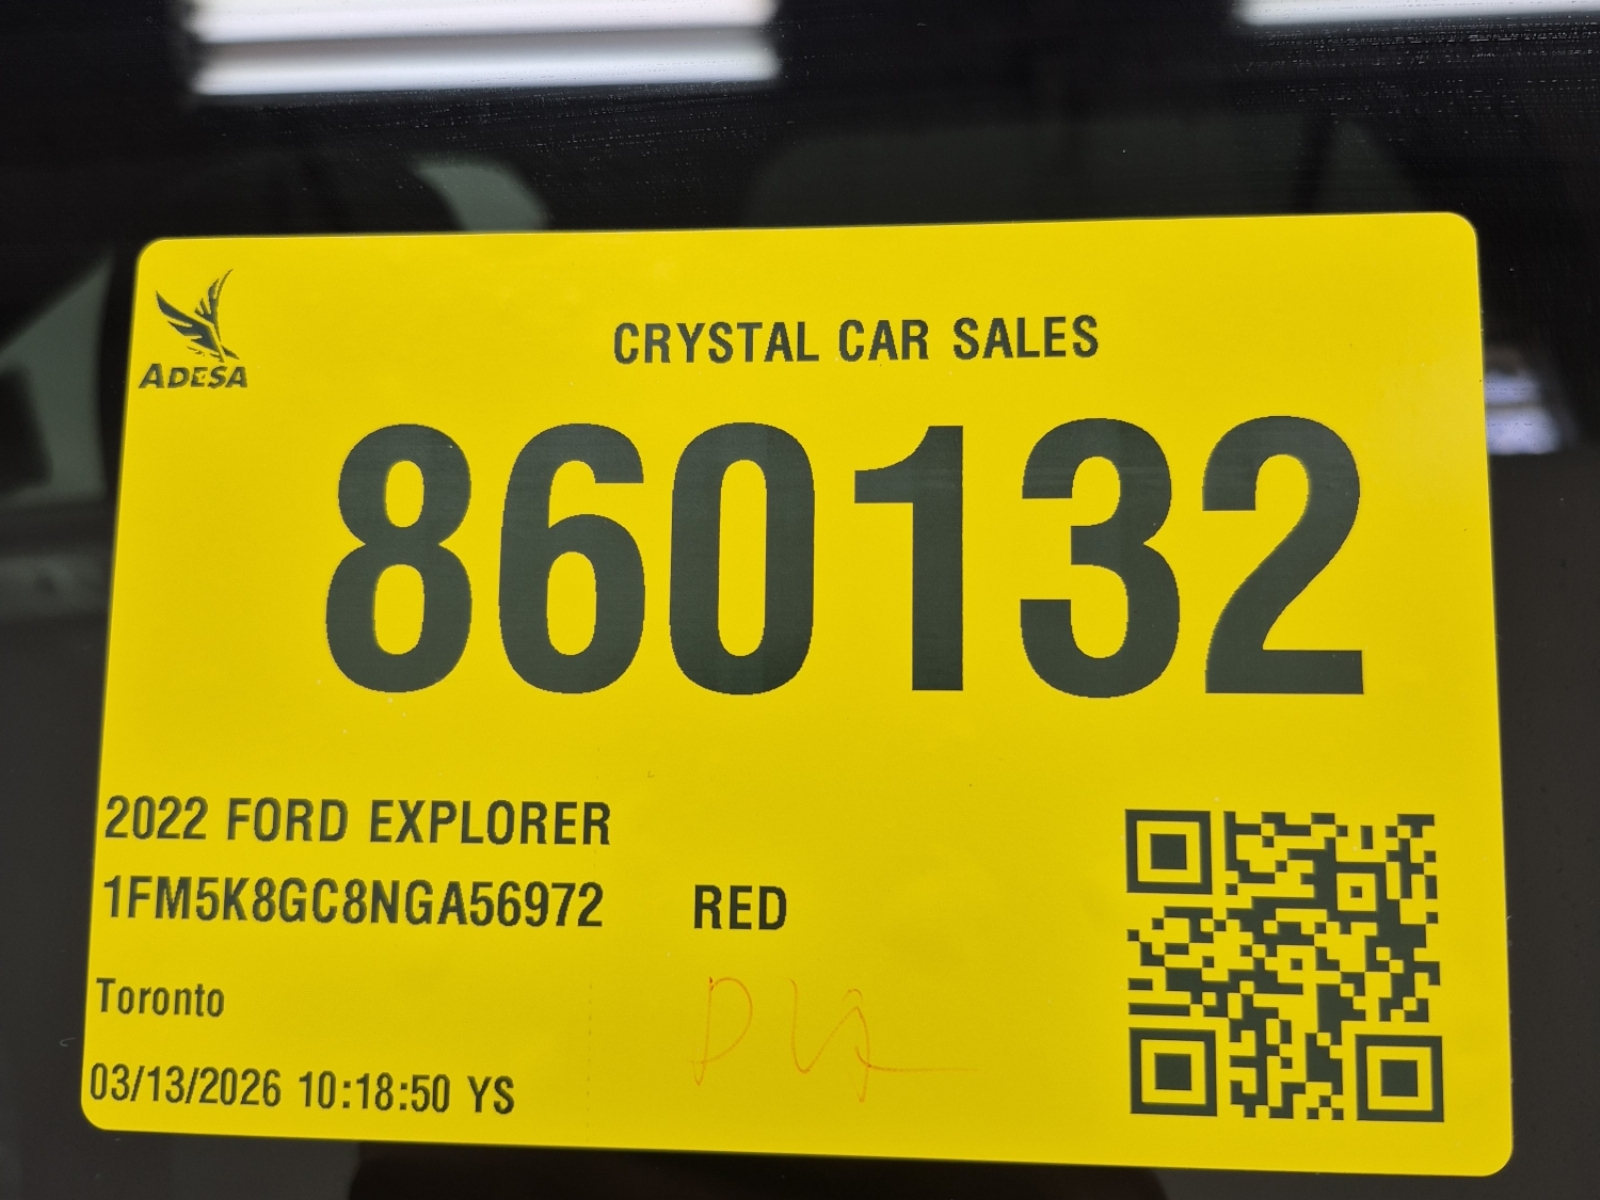 ADESA
CRYSTAL CAR SALES
860132
2022 FORD EXPLORER
1FM5K8GC8NGA56972 RED
Toronto
03/13/2026 10:18:50 YS